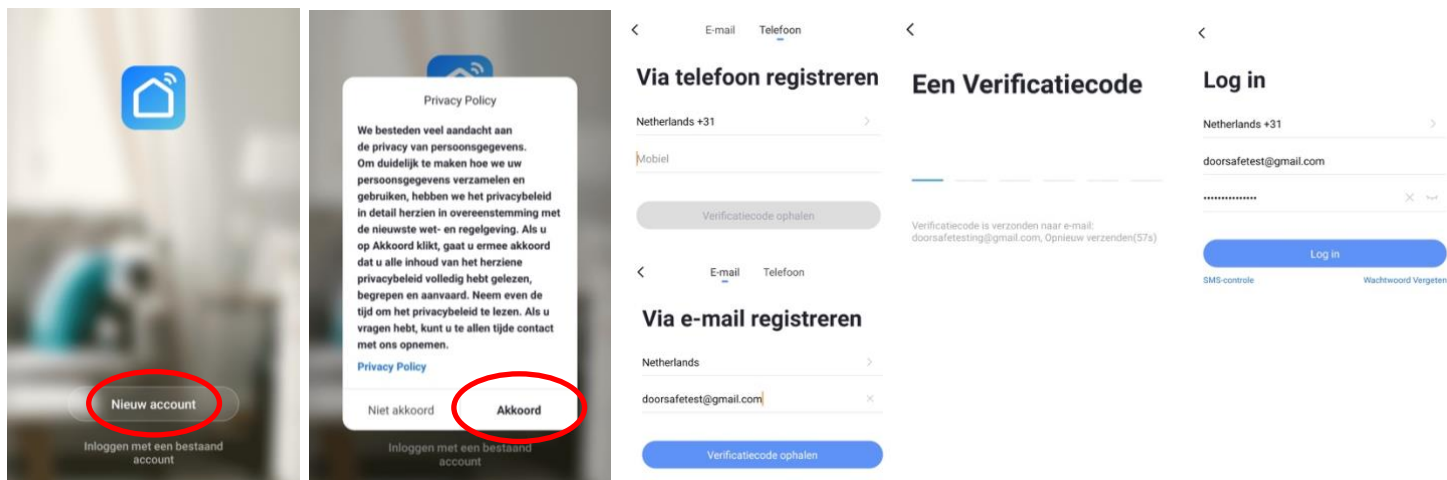 Nieuw account
Inloggen met een bestaand
account
Privacy Policy
We besteden veel aandacht aan
de privacy van persoonsgegevens.
Om duidelijk te maken hoe we uw
persoonsgegevens verzamelen en
gebruiken, hebben we het privacybeleid
in detail herzien in overeenstemming met
de nieuwste wet- en regelgeving. Als u
op Akkoord klikt, gaat u ermee akkoord
dat u alle inhoud van het herziene
privacybeleid volledig hebt gelezen,
begrepen en aanvaard. Neem even de
tijd om het privacybeleid te lezen. Als u
vragen hebt, kunt u te allen tijde contact
met ons opnemen.
Privacy Policy
Niet akkoord Akkoord
Inloggen met een bestaand
account
E-mail Telefoon
Via telefoon registreren
Netherlands +31
Mobiel
Verificatiecode ophalen
E-mail Telefoon
Via e-mail registreren
Netherlands
doorsafetest@gmail.com
Verificatiecode ophalen
Een Verificatiecode
Verificatiecode is verzonden naar e-mail:
doorsafetesting@gmail.com, Opnieuw verzenden(57s)
Log in
Netherlands +31
doorsafetest@gmail.com
Log in
SMS-controle Wachtwoord Vergeten